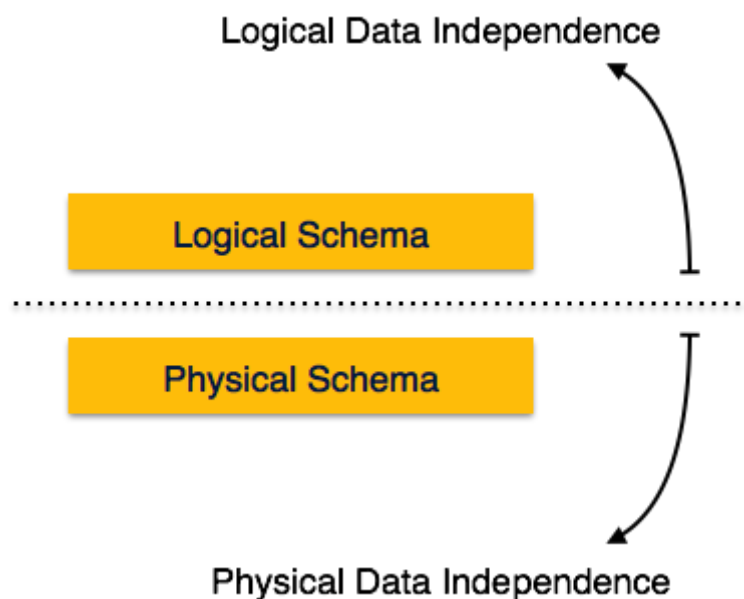 Logical Data Independence
Logical Schema
Physical Schema
Physical Data Independence